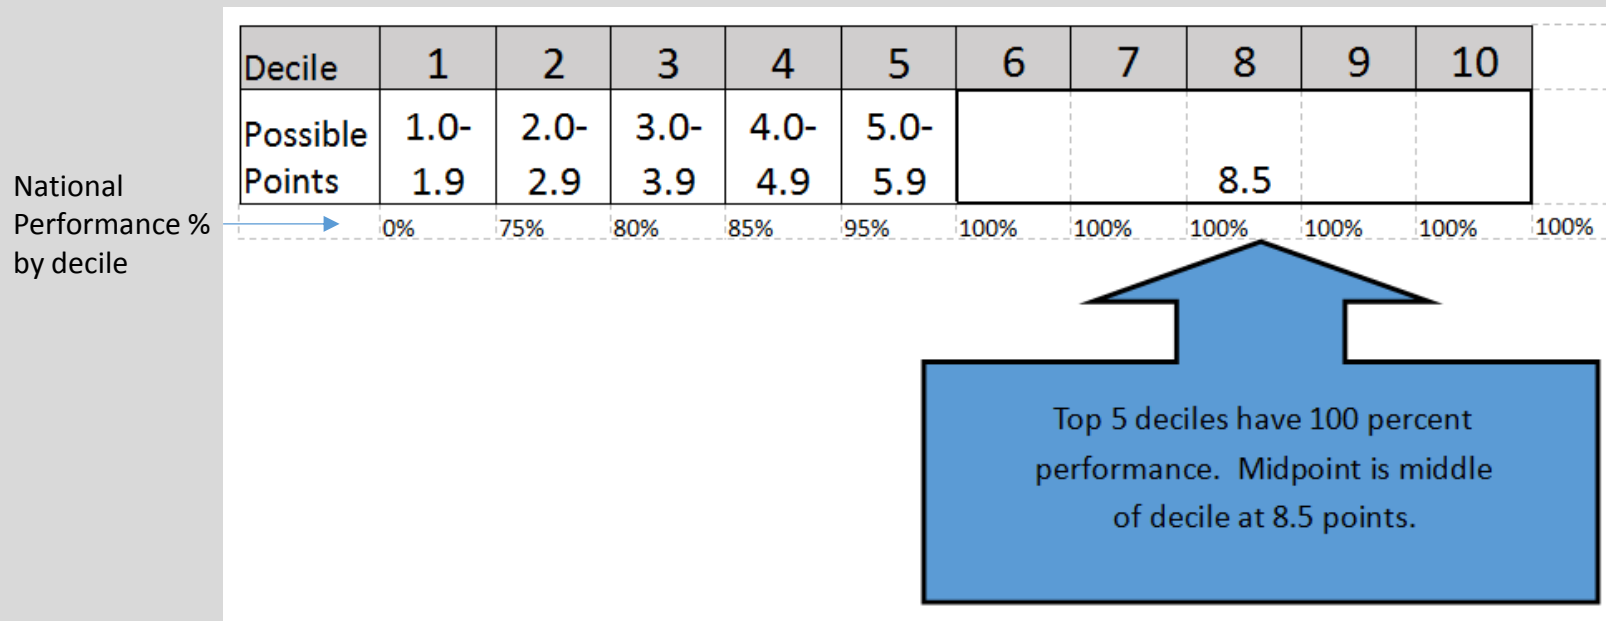 Decile 1 2 3 4 5 6 7 8 9 10
Possible 1.0- 2.0- 3.0- 4.0- 5.0-
Points 1.9 2.9 3.9 4.9 5.9 8.5
National
Performance %
by decile
0% 75% 80% 85% 95% 100% 100% 100% 100% 100% 100%
Top 5 deciles have 100 percent
performance. Midpoint is middle
of decile at 8.5 points.